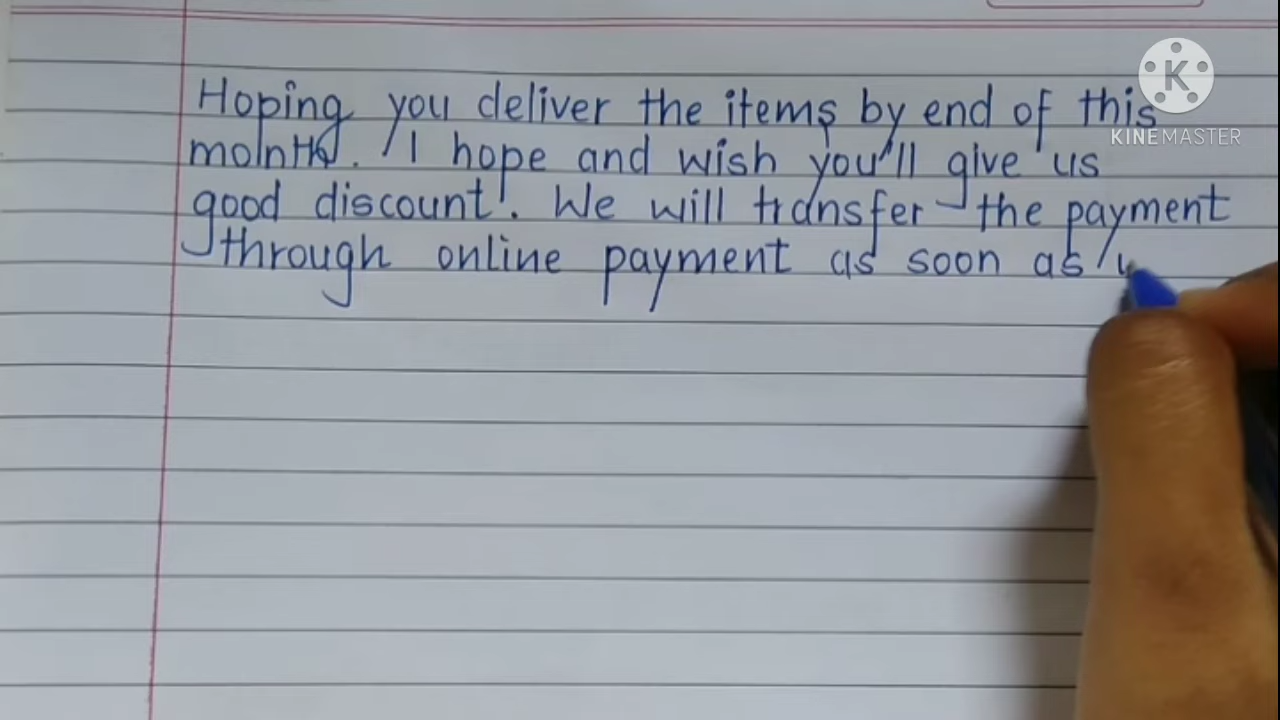 Hoping you deliver the items by end of this
month. I hope and wish you'll give us
good discount. We will transfer the payment
through online payment as soon as
KINEMASTER